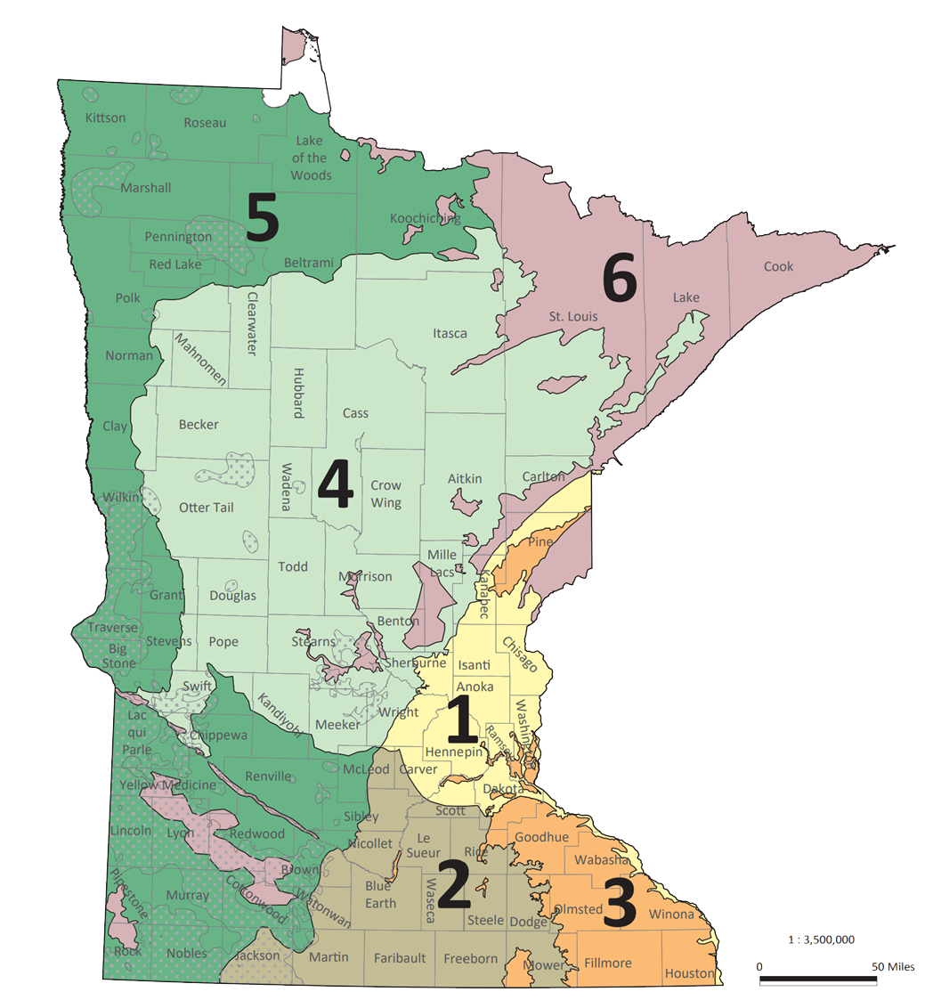 Kittson
Roseau
Lake
of the
Woods
Marshall
5
Koochiching
Pennington
Red Lake
Beltrami
6
Cook
Polk
Lake
St. Louis
Clearwater
Itasca
Mahnomen
Norman
Hubbard
Cass
Becker
Clay
4
Wadena
Crow
Wing
Aitkin
Carlton
Wilkin
Otter Tail
Pine
Mille
Lacs
Todd
Morrison
Kanabec
Grant
Douglas
Benton
Traverse
Stevens
Pope
Stearns
Big
Stone
Chisago
Sherburne
Isanti
Swift
Anoka
Kandiyohi
Wright
1
Washington
Lac
qui
Parle
Meeker
Chippewa
Ramsey
Hennepin
McLeod
Carver
Renville
Yellow Medicine
Dakota
Scott
Sibley
Lincoln
Lyon
Redwood
Nicollet
Le
Sueur
Rice
Goodhue
Wabasha
Brown
Pipestone
Murray
Cottonwood
Watonwan
Blue
Earth
Waseca
2
Steele
Dodge
Olmsted
3
Winona
Rock
Nobles
Jackson
Martin
Faribault
Freeborn
Mower
Fillmore
Houston
1 : 3,500,000
0
50 Miles